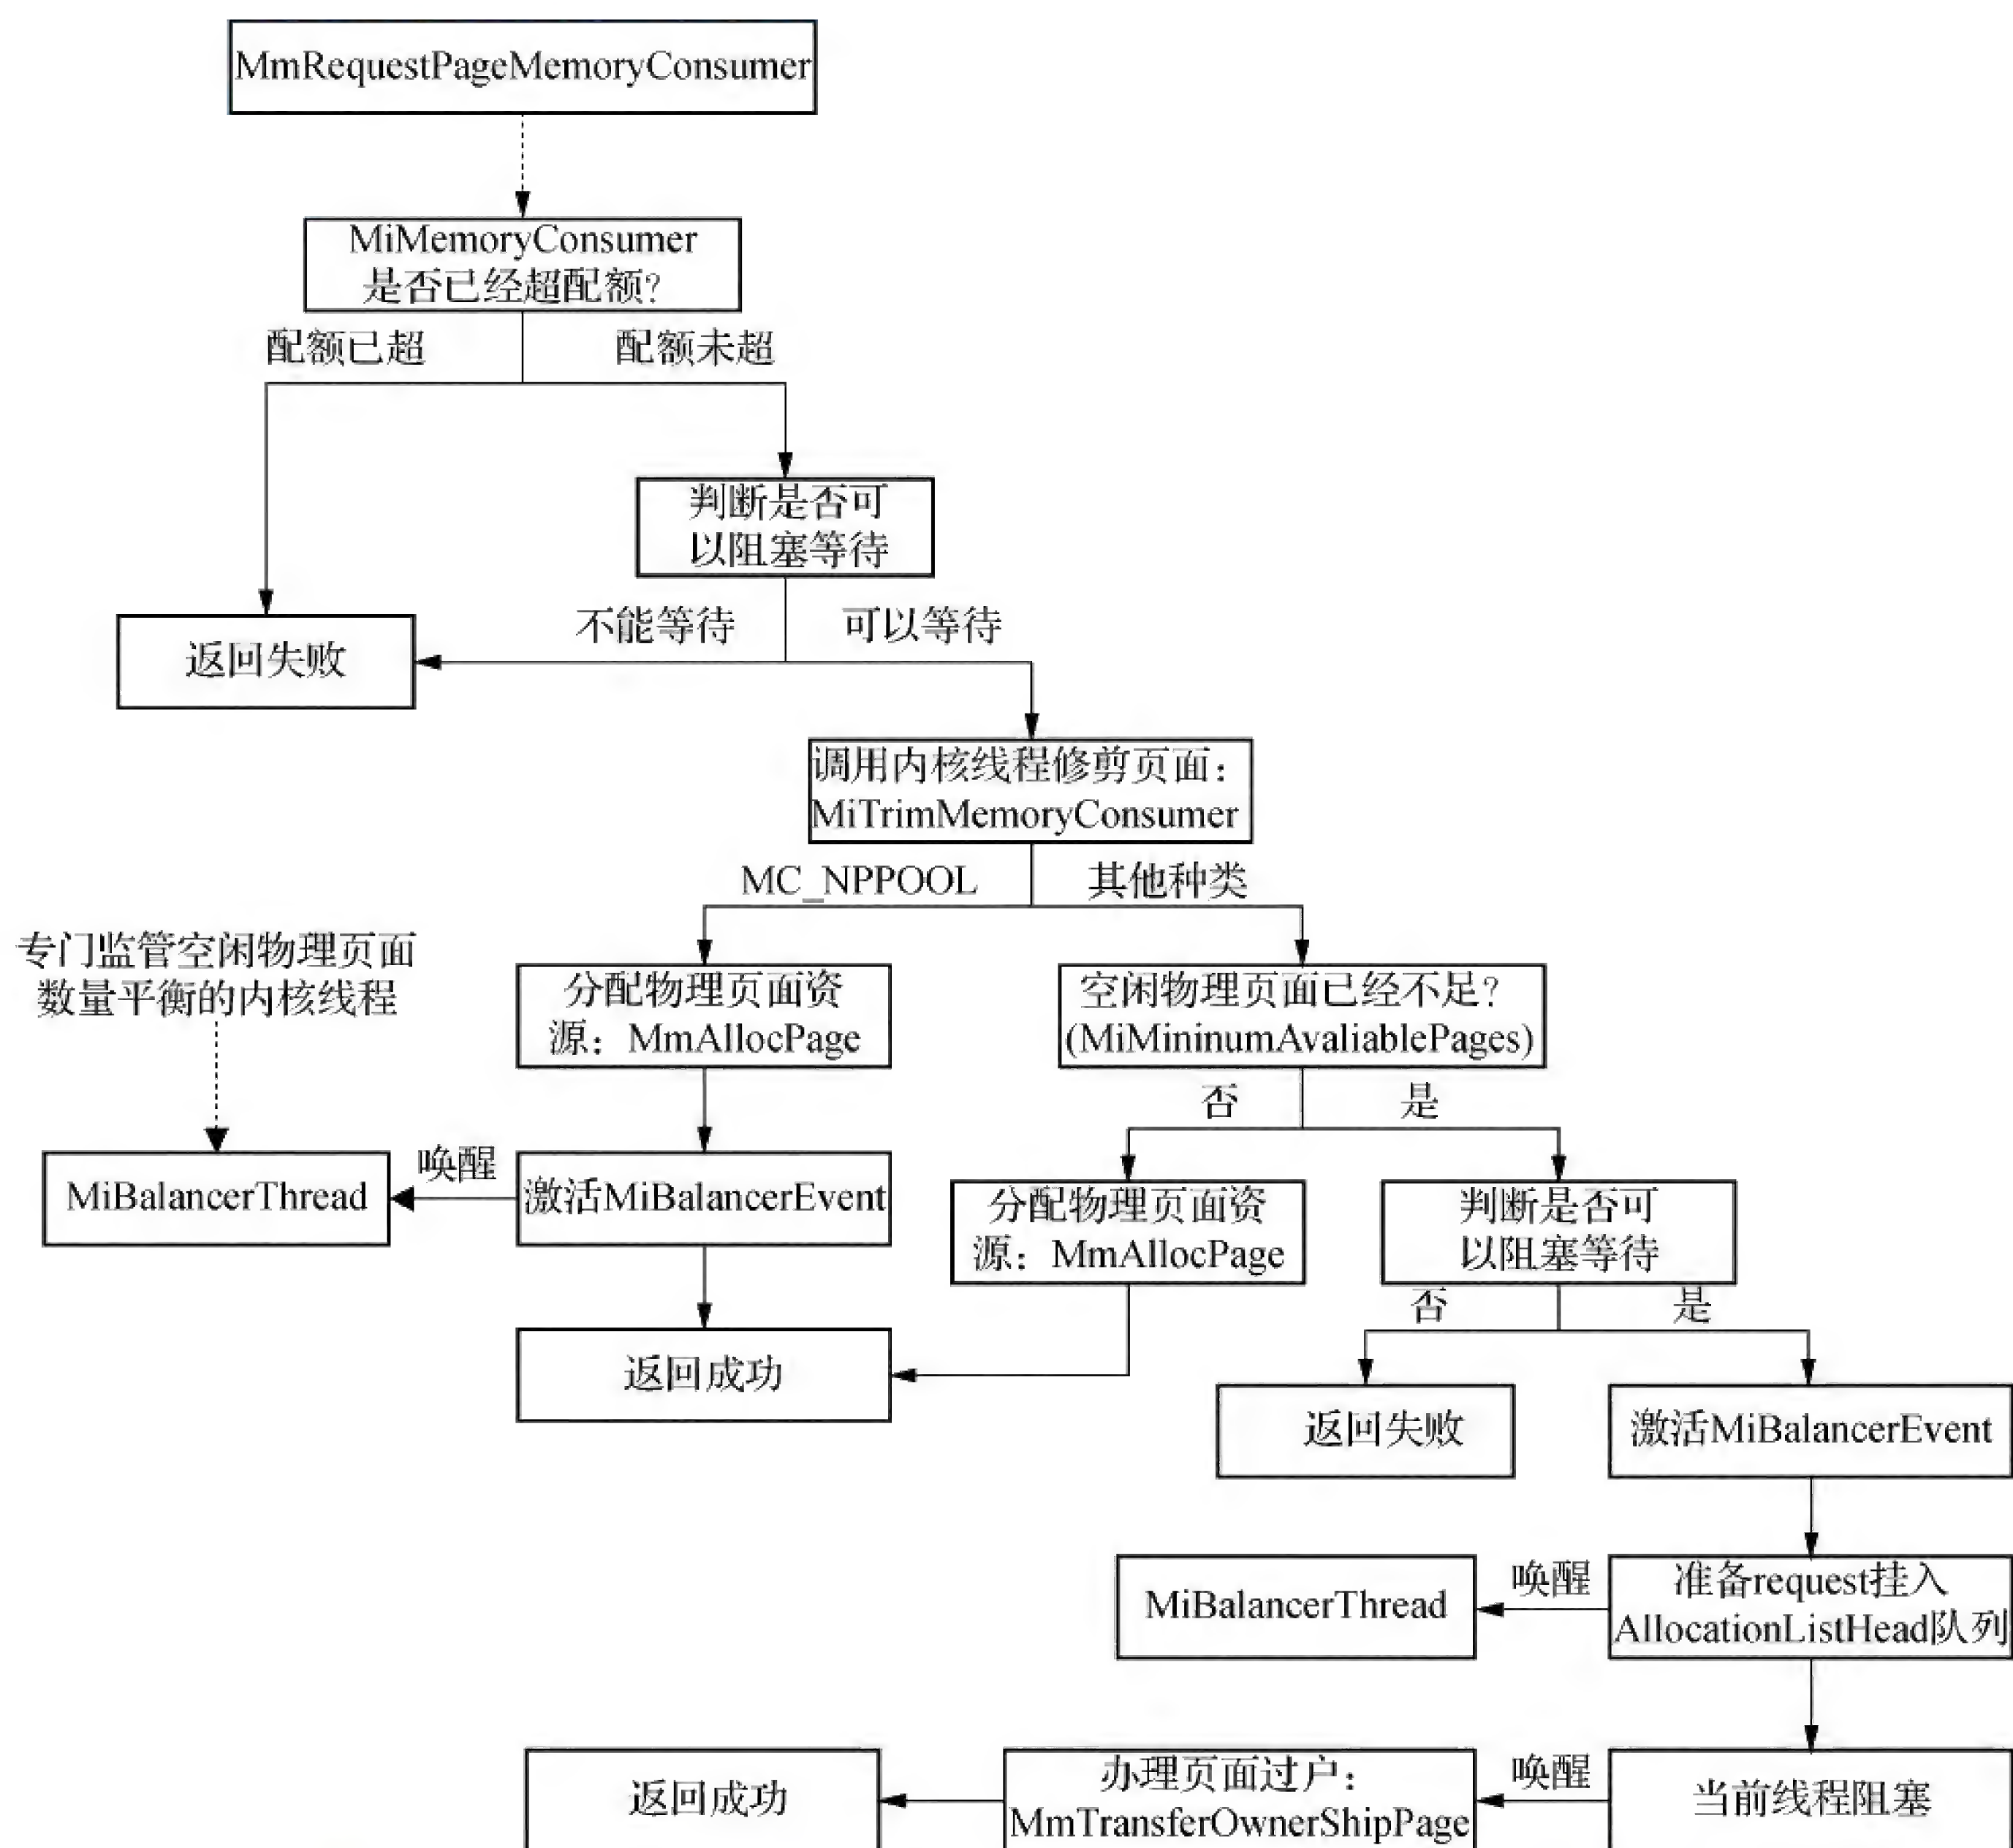 MmRequestPageMemoryConsumer
MiMemoryConsumer
是否已经超配额?
配额已超
配额未超
判断是否可
以阻塞等待
不能等待
可以等待
返回失败
调用内核线程修剪页面:
MiTrimMemoryConsumer
MC_NPPOOL
其他种类
专门监管空闲物理页面
数量平衡的内核线程
分配物理页面资
源: MmAllocPage
空闲物理页面已经不足?
(MiMininumAvaliablePages)
否
是
MiBalancerThread
唤醒
激活MiBalancerEvent
分配物理页面资
源: MmAllocPage
判断是否可
以阻塞等待
否
是
返回成功
返回失败
激活MiBalancerEvent
MiBalancerThread
唤醒
准备request挂入
AllocationListHead队列
返回成功
办理页面过户:
MmTransferOwnerShipPage
唤醒
当前线程阻塞